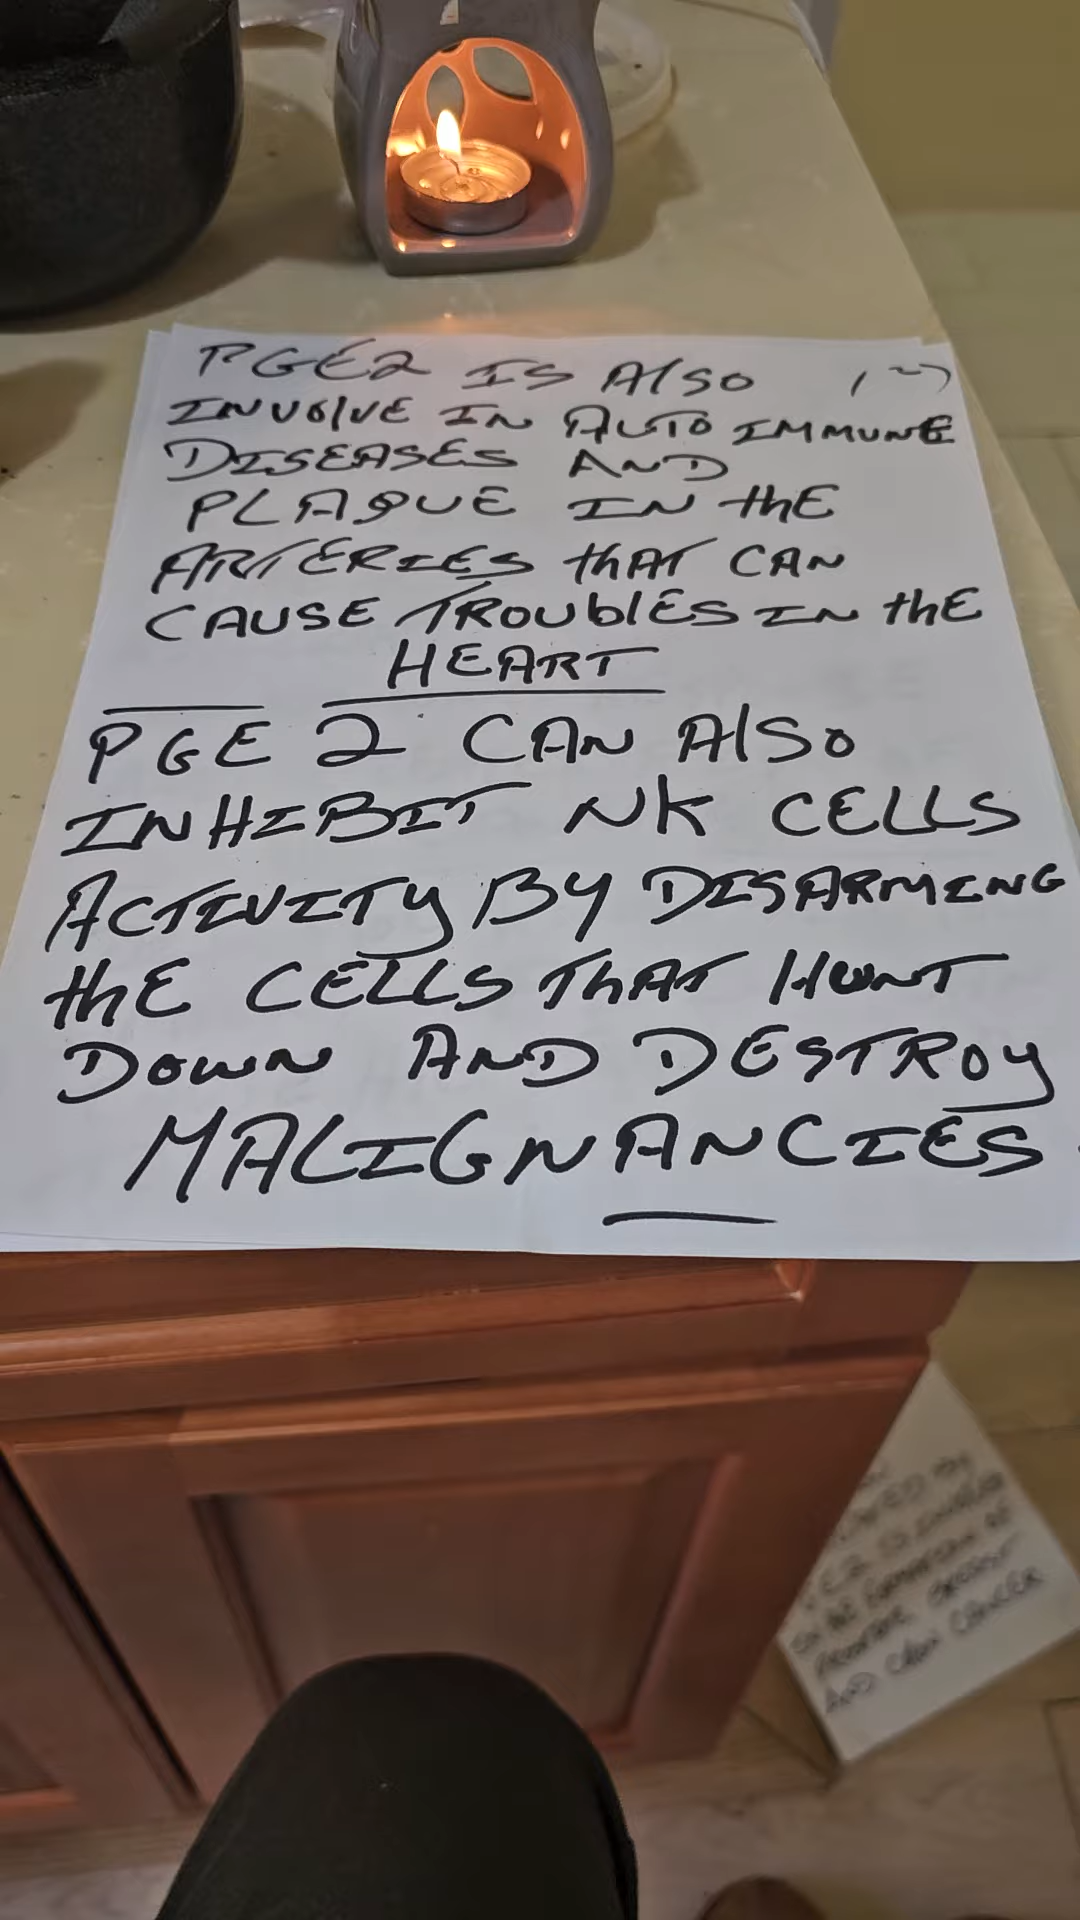 PGE2 IS AlSO
INVOlVE IN AUTO IMMUNE
DISEASES AND
PLAQUE IN thE
ARTERIES thAT CAN
CAUSE TROUblES IN thE
HEART
PGE 2 CAN AlSO
INHIBIT NK CELLS
ACTIVITY BY DISARMING
thE CELLS ThAT HUNT
DOWN AND DESTROY
MALIGNANCIES
AND CANCER